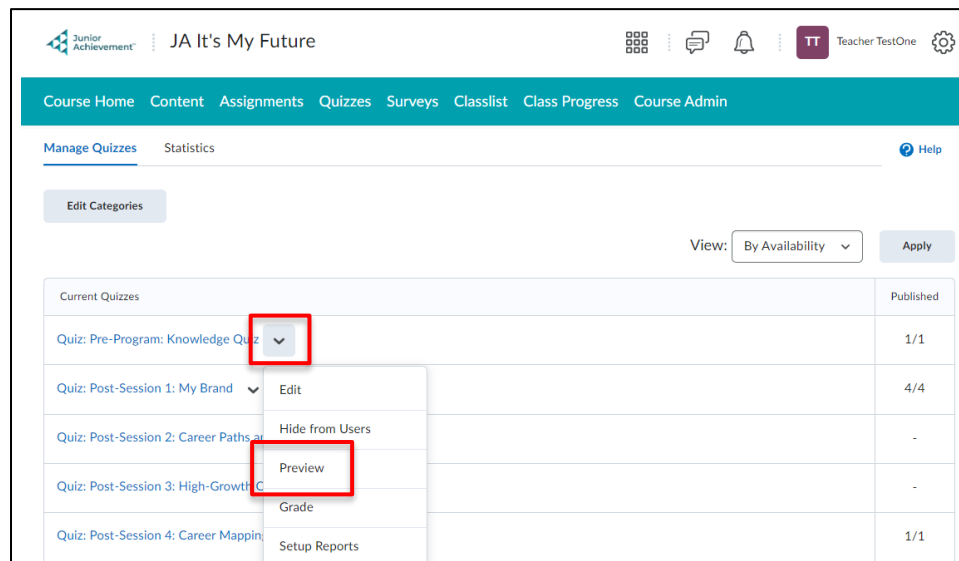 Junior
Achievement
JA It's My Future
TT
Teacher TestOne
Course Home Content Assignments Quizzes Surveys Classlist Class Progress Course Admin
Manage Quizzes Statistics
Help
Edit Categories
View: By Availability Apply
Current Quizzes Published
Quiz: Pre-Program: Knowledge Quiz 1/1
Quiz: Post-Session 1: My Brand 4/4
Edit
Hide from Users
Quiz: Post-Session 2: Career Paths -
Preview
Quiz: Post-Session 3: High-Growth -
Grade
Quiz: Post-Session 4: Career Mapping 1/1
Setup Reports